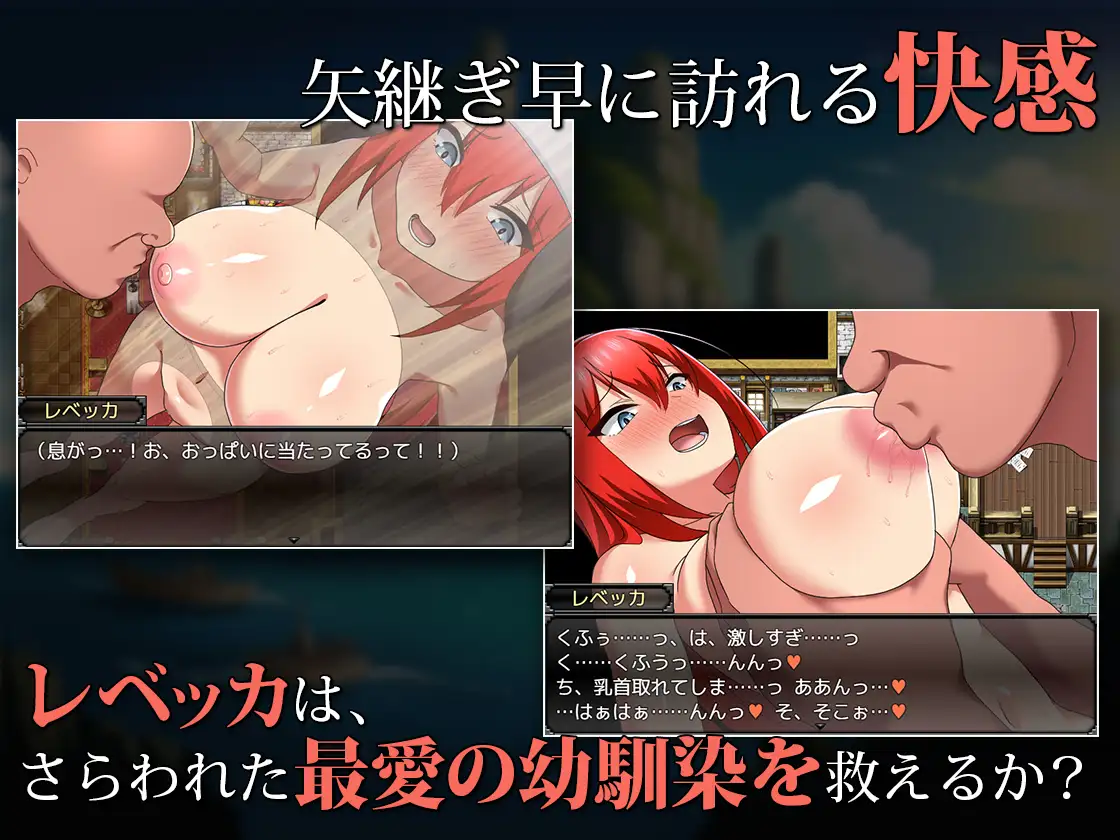 矢継ぎ早に訪れる快感
レベッカ
（息がっ…！お、おっぱいに当たってるって！！）
レベッカ
くふぅ……っ、は、激しすぎ……っ
く……くふうっ……んんっ♥
ち、乳首取れてしま……っ ああんっ…♥
…はぁはぁ……んんっ♥ そ、そこぉ…♥
レベッカは、
さらわれた最愛の幼馴染を救えるか？